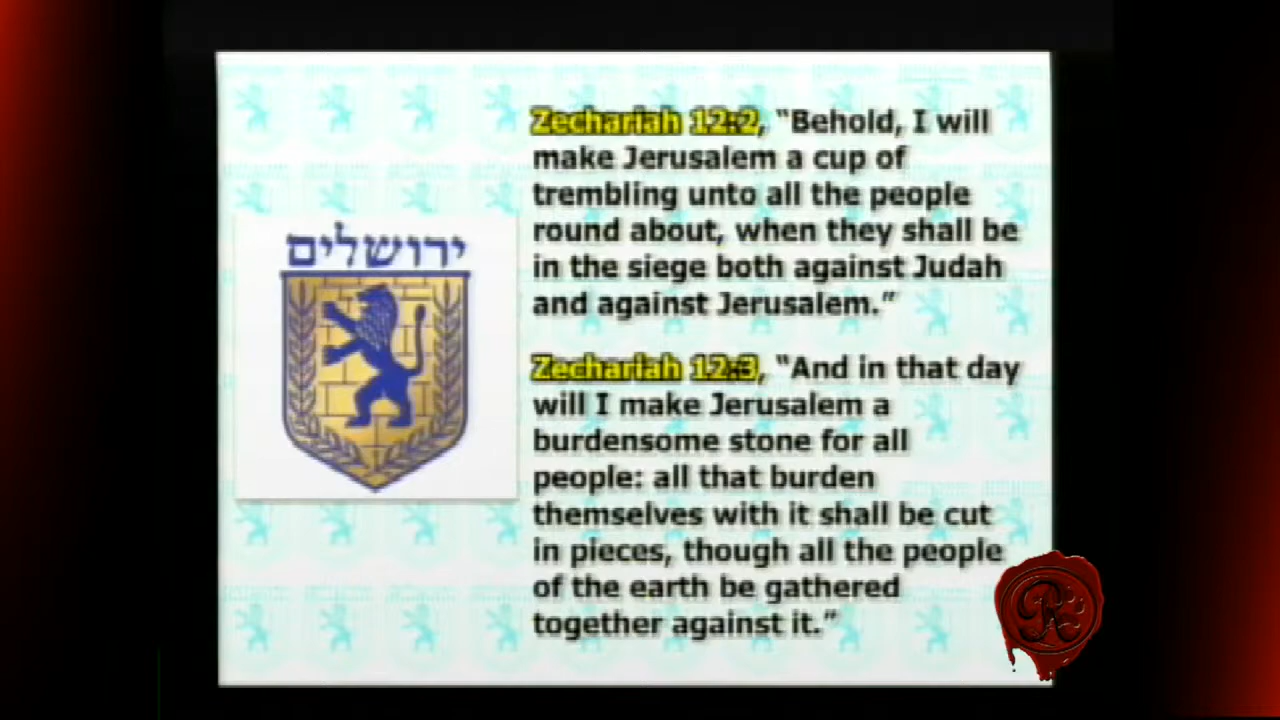 ירושלים
Zechariah 12:2, “Behold, I will
make Jerusalem a cup of
trembling unto all the people
round about, when they shall be
in the siege both against Judah
and against Jerusalem.”
Zechariah 12:3, “And in that day
will I make Jerusalem a
burdensome stone for all
people: all that burden
themselves with it shall be cut
in pieces, though all the people
of the earth be gathered
together against it.”
R